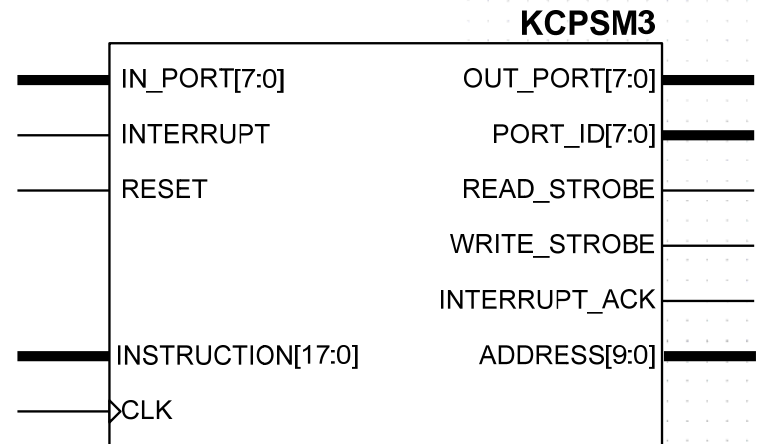 KCPSM3
IN_PORT[7:0] OUT_PORT[7:0]
INTERRUPT PORT_ID[7:0]
RESET READ_STROBE
WRITE_STROBE
INTERRUPT_ACK
INSTRUCTION[17:0] ADDRESS[9:0]
CLK